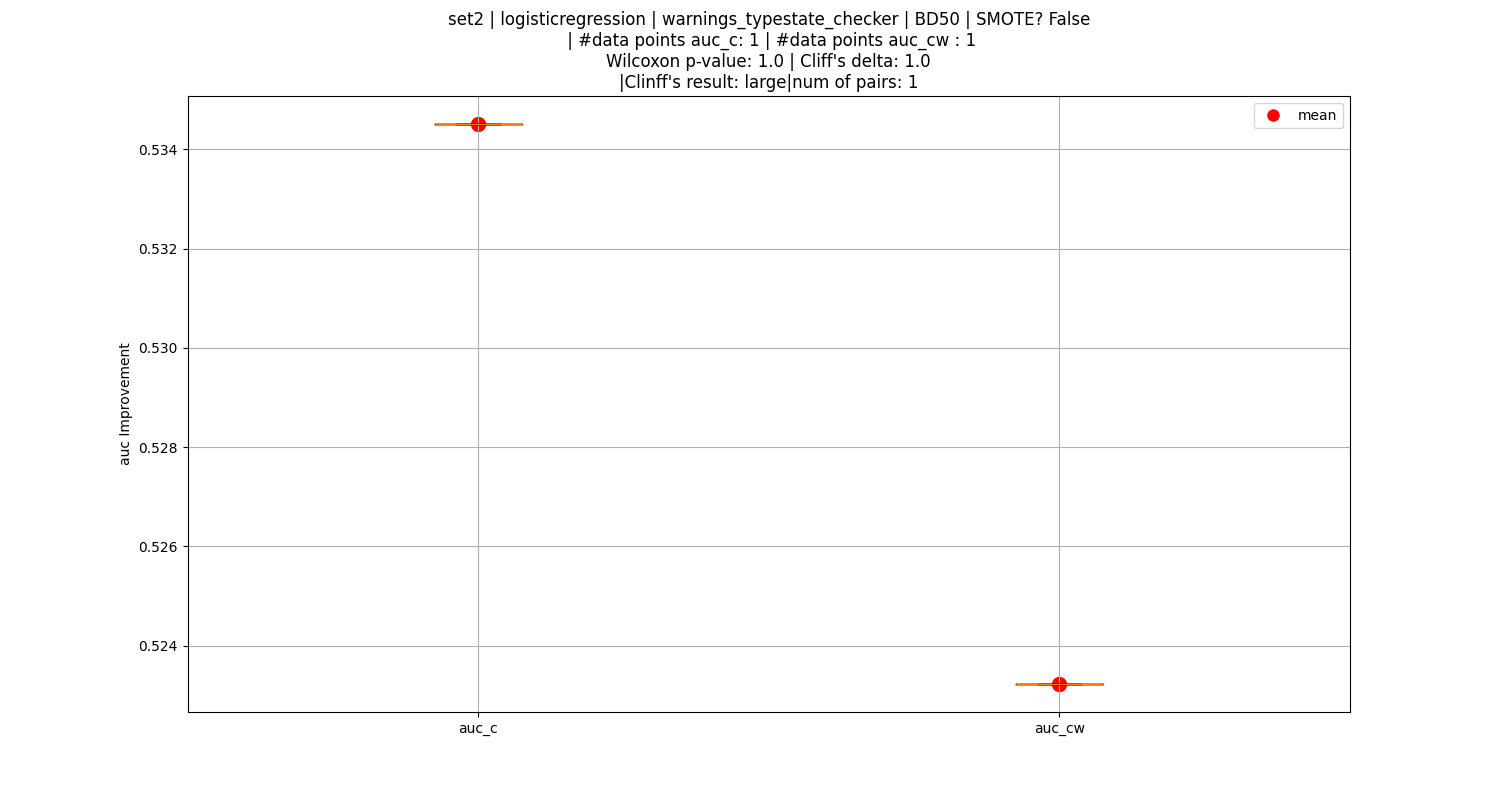 set2 | logisticregression | warnings_typestate_checker | BD50 | SMOTE? False
| #data points auc_c: 1 | #data points auc_cw : 1
Wilcoxon p-value: 1.0 | Cliff's delta: 1.0
|Clinff's result: large|num of pairs: 1
mean
0.534
0.532
0.530
0.528
0.526
0.524
auc Improvement
auc_c
auc_cw